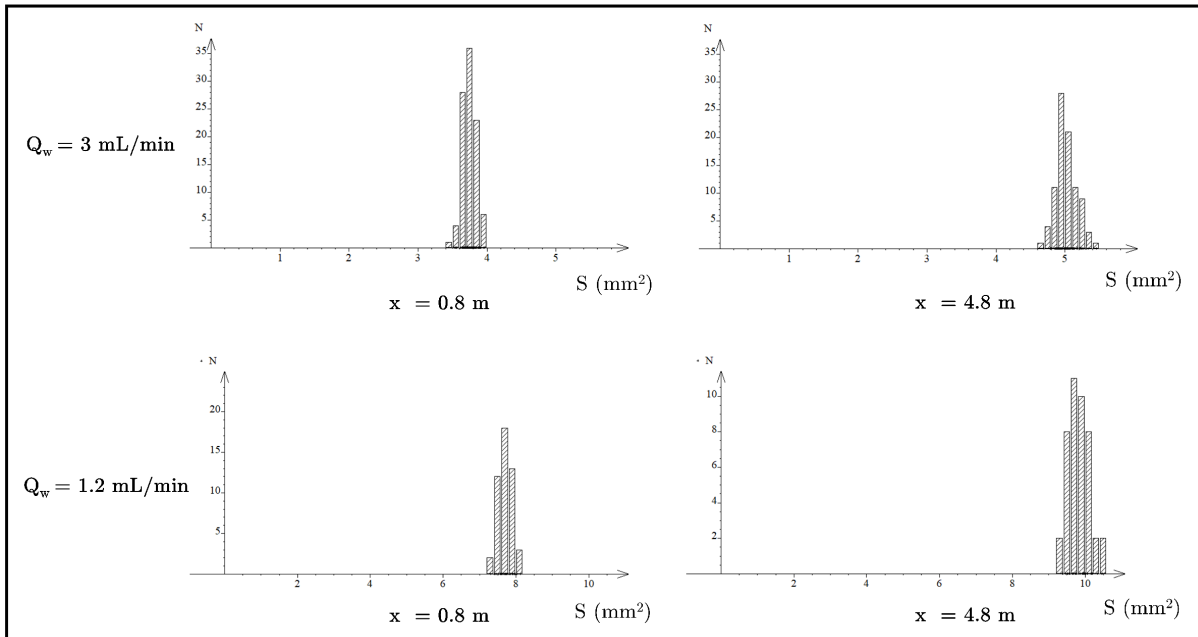 N
N
35
30
25
20
15
10
5
1 2 3 4 5
35
30
25
20
15
10
5
1 2 3 4 5
Q_w = 3 mL/min
S (mm²)
S (mm²)
x = 0.8 m
x = 4.8 m
N
N
20
15
10
5
2 4 6 8 10
10
8
6
4
2
2 4 6 8 10
Q_w = 1.2 mL/min
S (mm²)
S (mm²)
x = 0.8 m
x = 4.8 m